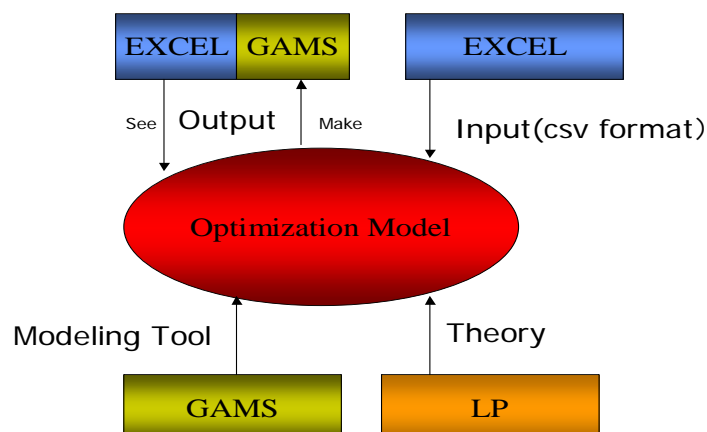 EXCEL GAMS EXCEL
See Output Make Input(csv format)
Optimization Model
Modeling Tool Theory
GAMS LP